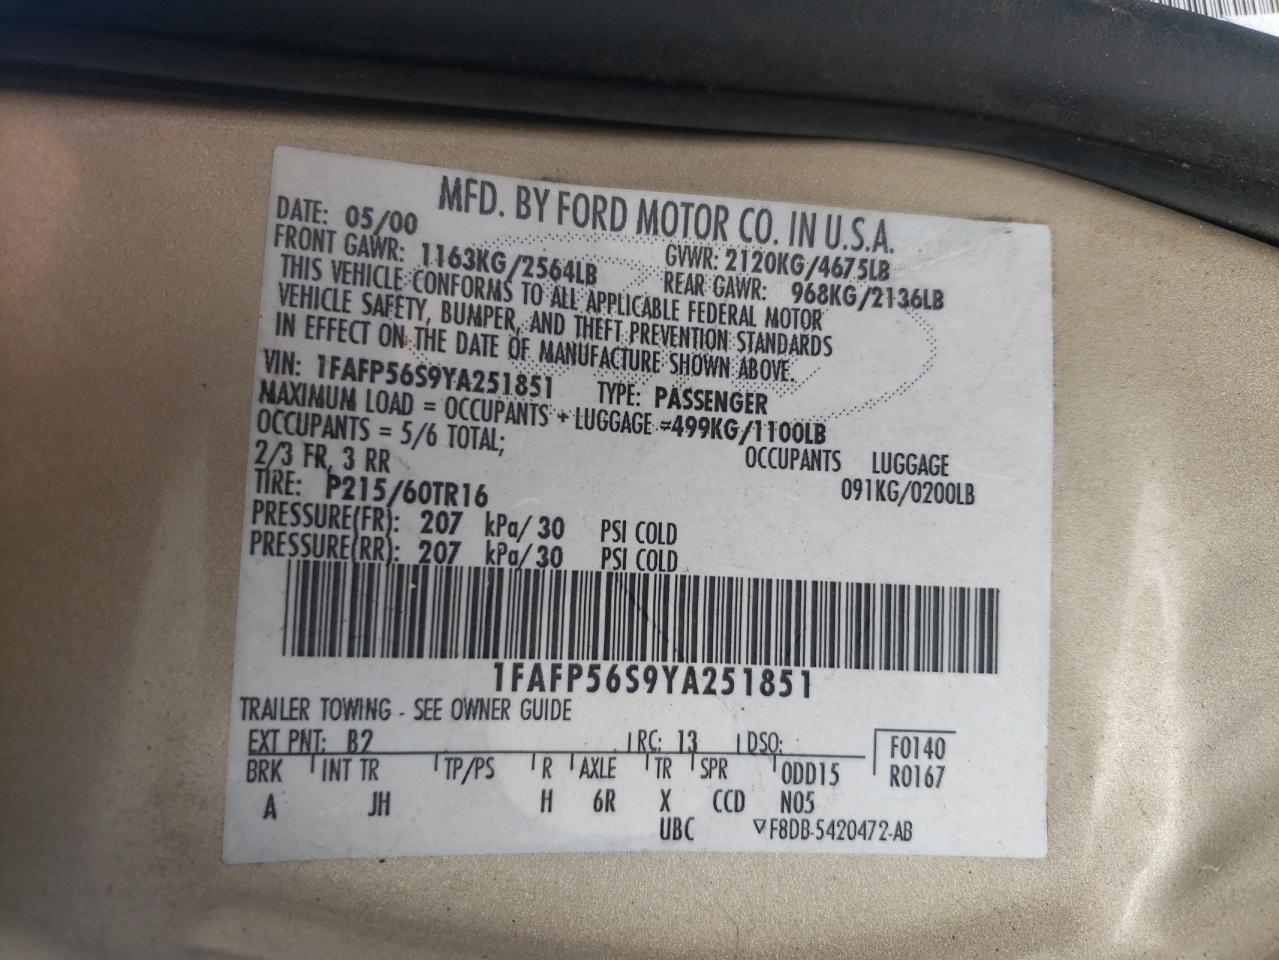 MFD. BY FORD MOTOR CO. IN U.S.A.
DATE: 05/00 GVWR: 2120KG/4675LB
FRONT GAWR: 1163KG/2564LB REAR GAWR: 968KG/2136LB
THIS VEHICLE CONFORMS TO ALL APPLICABLE FEDERAL MOTOR
VEHICLE SAFETY, BUMPER, AND THEFT PREVENTION STANDARDS
IN EFFECT ON THE DATE OF MANUFACTURE SHOWN ABOVE.
VIN: 1FAFP56S9YA251851 TYPE: PASSENGER
MAXIMUM LOAD = OCCUPANTS + LUGGAGE =499KG/1100LB
OCCUPANTS = 5/6 TOTAL; OCCUPANTS LUGGAGE
2/3 FR, 3 RR 091KG/0200LB
TIRE: P215/60TR16
PRESSURE(FR): 207 kPa/30 PSI COLD
PRESSURE(RR): 207 kPa/30 PSI COLD
1FAFP56S9YA251851
TRAILER TOWING - SEE OWNER GUIDE
EXT PNT: B2 RC: 13 DSO: F0140
BRK INT TR TP/PS R AXLE TR SPR ODD15 R0167
A JH H 6R X CCD N05
UBC ▽F8DB-5420472-AB